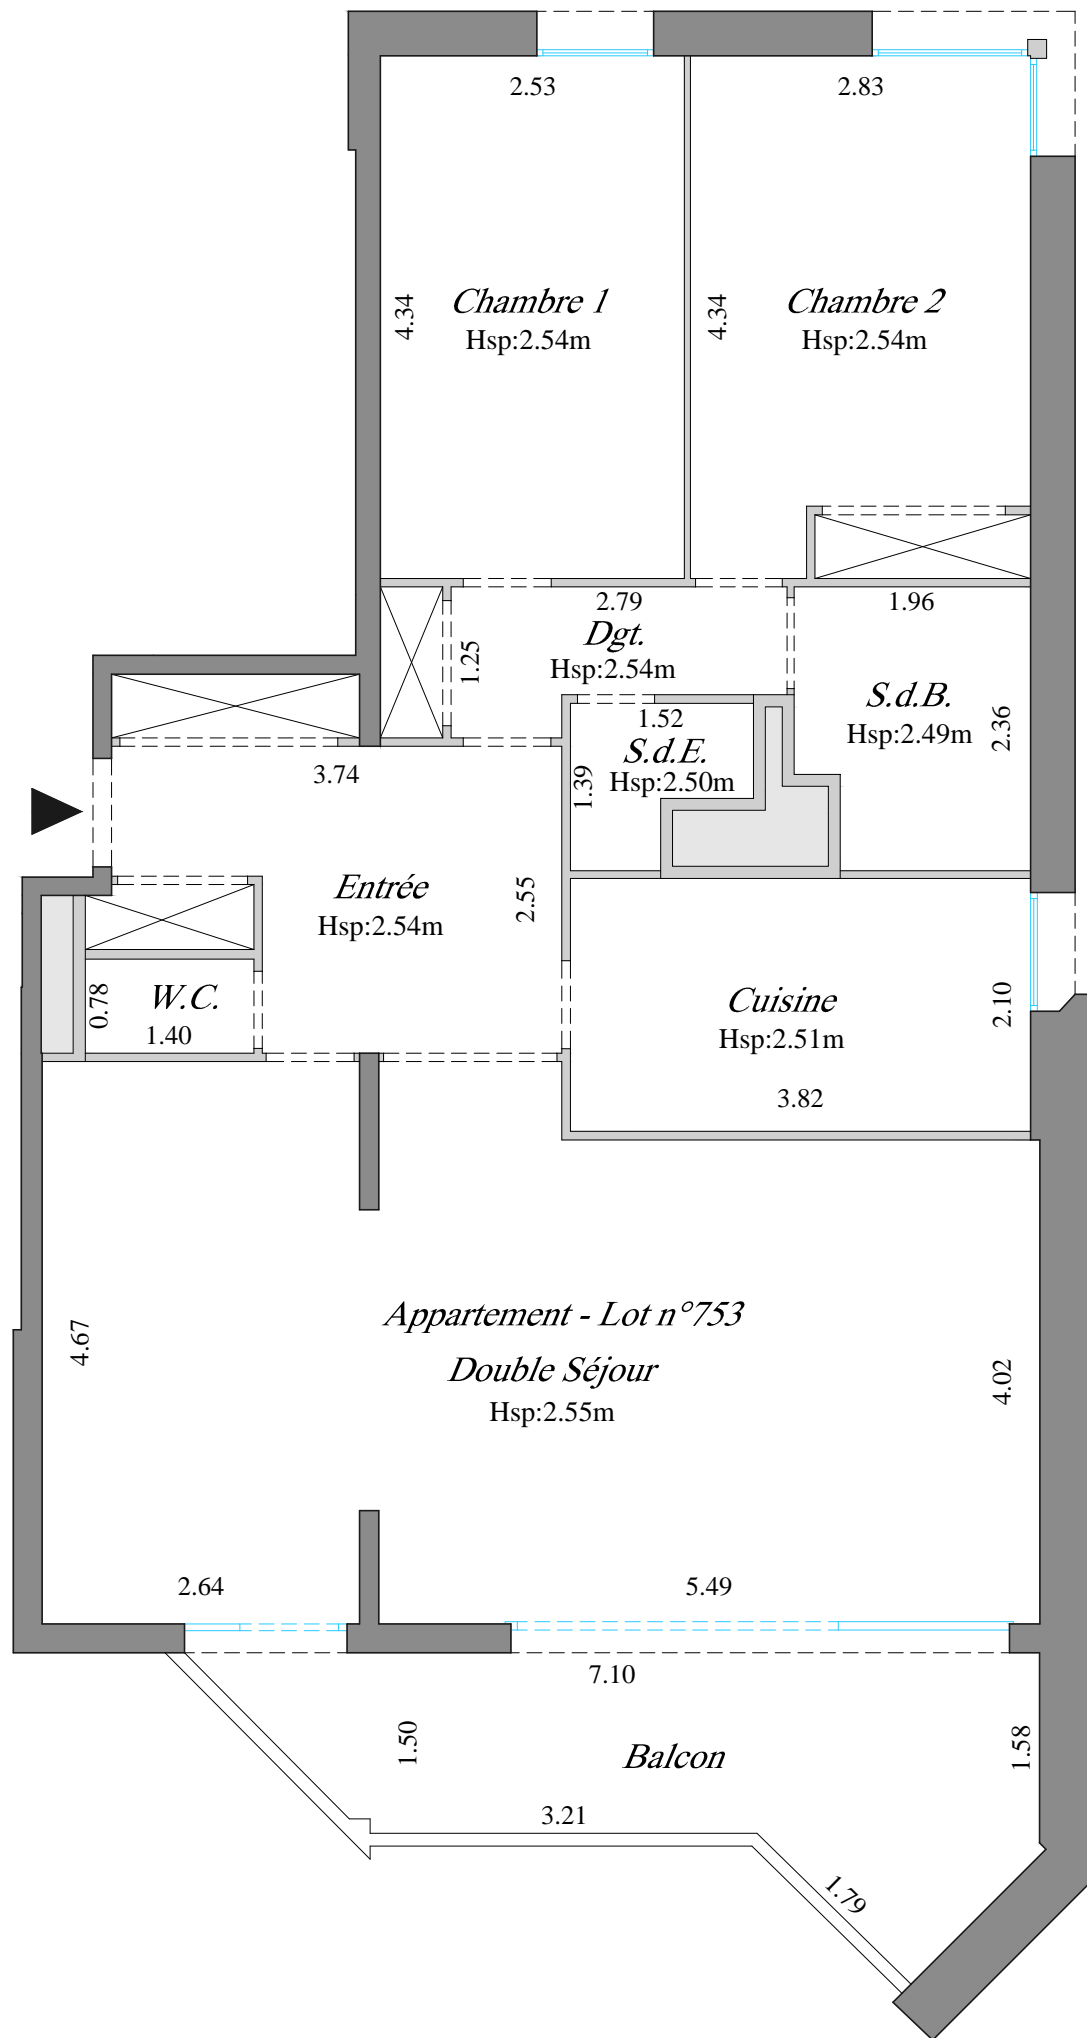 2.53
2.83
4.34
Chambre 1
Hsp:2.54m
4.34
Chambre 2
Hsp:2.54m
2.79
1.96
Dgt.
Hsp:2.54m
1.25
S.d.B.
Hsp:2.49m
2.36
1.52
S.d.E.
Hsp:2.50m
1.39
3.74
Entrée
Hsp:2.54m
2.55
W.C.
0.78
1.40
Cuisine
Hsp:2.51m
2.10
3.82
Appartement - Lot n°753
Double Séjour
Hsp:2.55m
4.67
4.02
2.64
5.49
7.10
1.50
Balcon
1.58
3.21
1.79